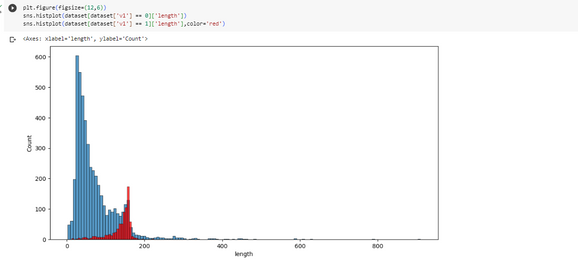 plt.figure(figsize=(12,6))
sns.histplot(dataset[dataset['v1'] == 0]['length'])
sns.histplot(dataset[dataset['v1'] == 1]['length'],color='red')
<Axes: xlabel='length', ylabel='Count'>
600
500
400
300
200
100
0
Count
0 200 400 600 800
length